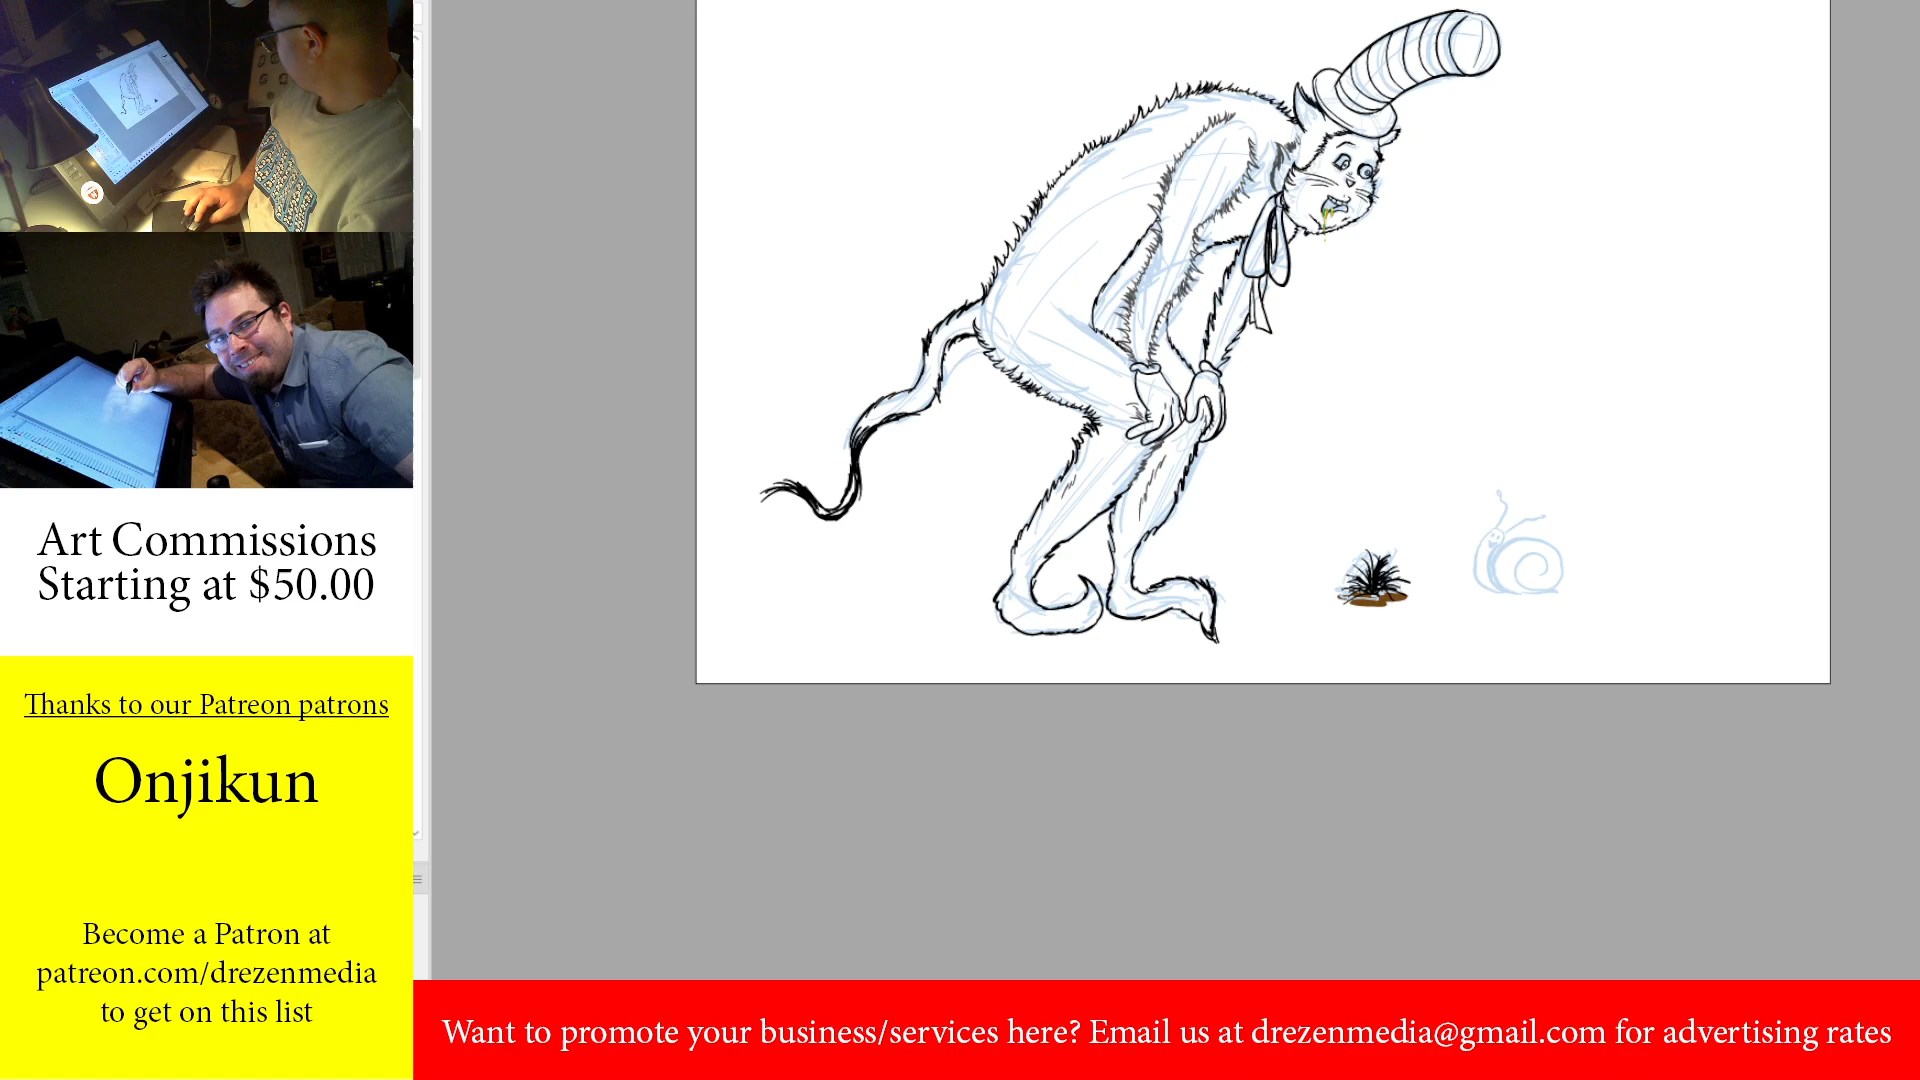 Art Commissions
Starting at $50.00
Thanks to our Patreon patrons
Onjikun
Become a Patron at
patreon.com/drezenmedia
to get on this list
Want to promote your business/services here? Email us at drezenmedia@gmail.com for advertising rates